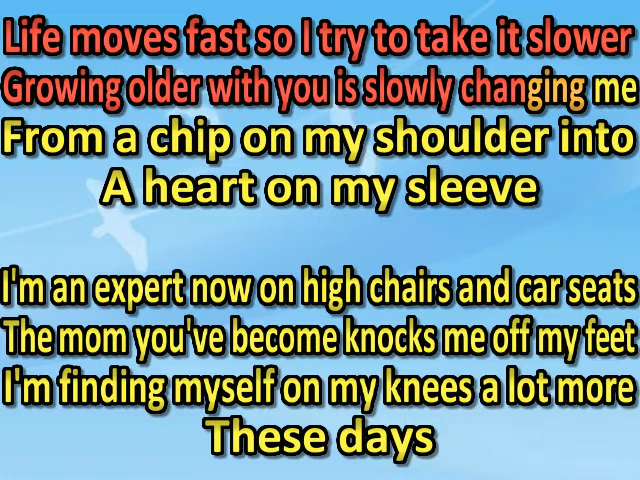 Life moves fast so I try to take it slower
Growing older with you is slowly changing me
From a chip on my shoulder into
A heart on my sleeve
I'm an expert now on high chairs and car seats
The mom you've become knocks me off my feet
I'm finding myself on my knees a lot more
These days